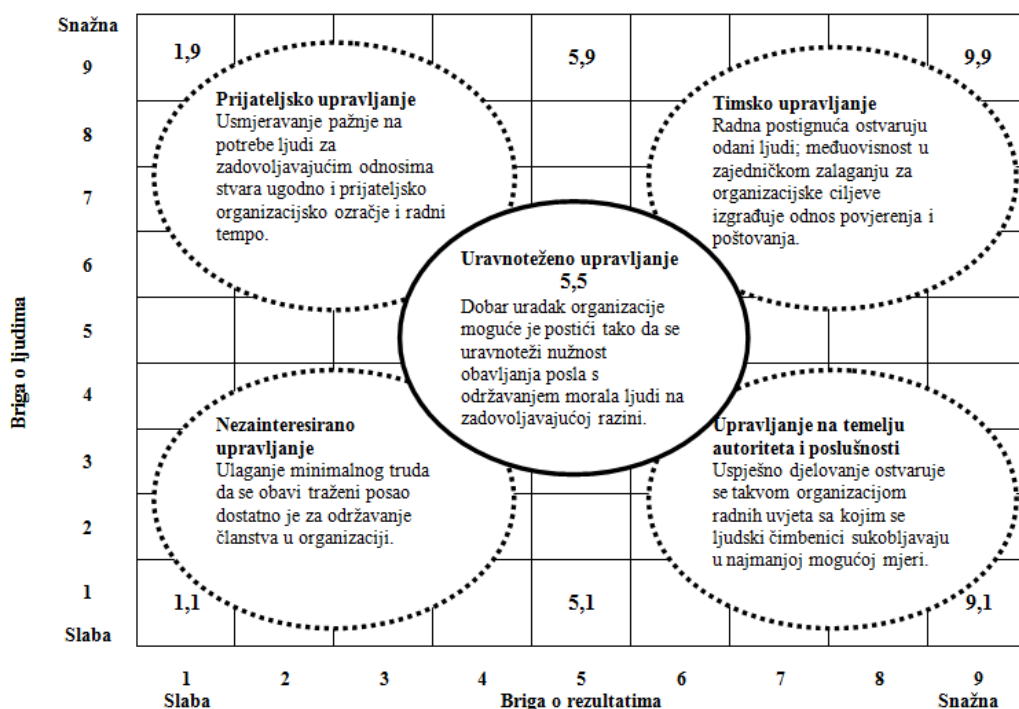 Snažna
9
8
7
6
5
4
3
2
1
Slaba
Briga o ljudima
1,9
5,9
9,9
Prijateljsko upravljanje
Usmjeravanje pažnje na
potrebe ljudi za
zadovoljavajućim odnosima
stvara ugodno i prijateljsko
organizacijsko ozračje i radni
tempo.
Timsko upravljanje
Radna postignuća ostvaruju
odani ljudi; međuovisnost u
zajedničkom zalaganju za
organizacijske ciljeve
izgrađuje odnos povjerenja i
poštovanja.
Uravnoteženo upravljanje
5,5
Dobar uradak organizacije
moguće je postići tako da se
uravnoteži nužnost
obavljanja posla s
održavanjem morala ljudi na
zadovoljavajućoj razini.
Nezainteresirano
upravljanje
Ulaganje minimalnog truda
da se obavi traženi posao
dostatno je za održavanje
članstva u organizaciji.
Upravljanje na temelju
autoriteta i poslušnosti
Uspješno djelovanje ostvaruje
se takvom organizacijom
radnih uvjeta sa kojim se
ljudski čimbenici sukobljavaju
u najmanjoj mogućoj mjeri.
1,1
5,1
9,1
1 2 3 4 5 6 7 8 9
Slaba Briga o rezultatima Snažna